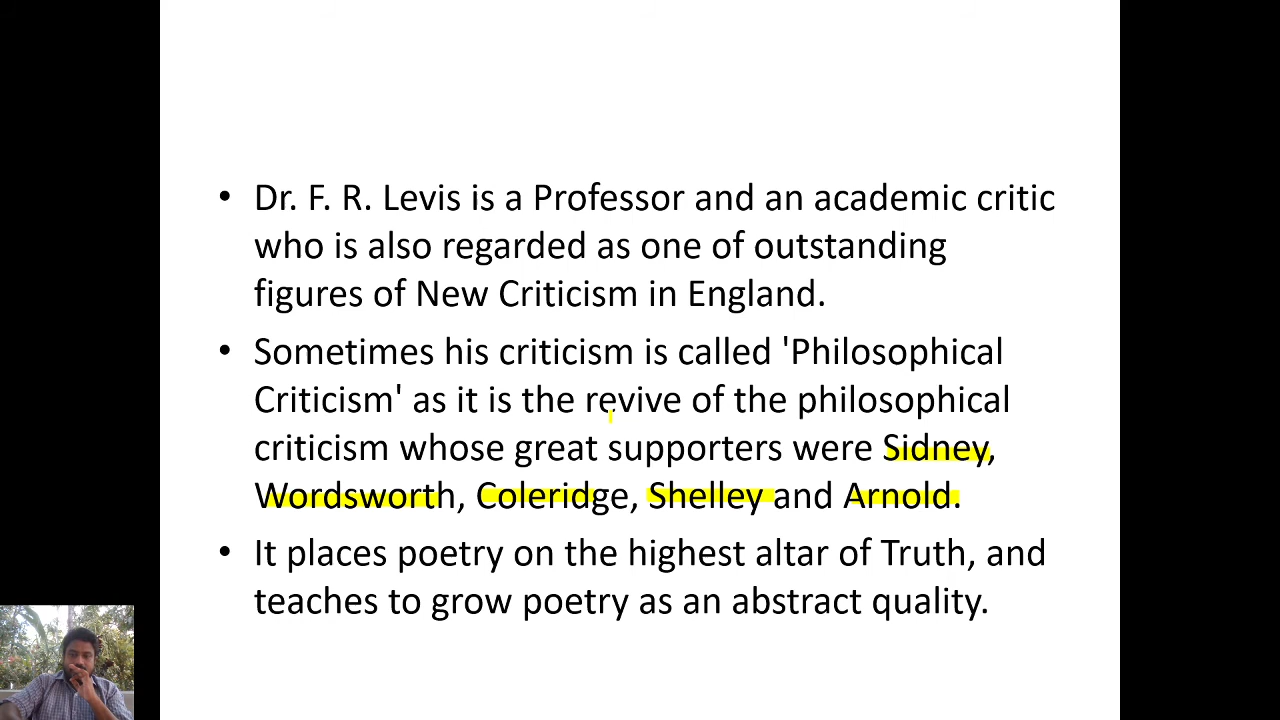 • Dr. F. R. Levis is a Professor and an academic critic
who is also regarded as one of outstanding
figures of New Criticism in England.
• Sometimes his criticism is called 'Philosophical
Criticism' as it is the revive of the philosophical
criticism whose great supporters were Sidney,
Wordsworth, Coleridge, Shelley and Arnold.
• It places poetry on the highest altar of Truth, and
teaches to grow poetry as an abstract quality.